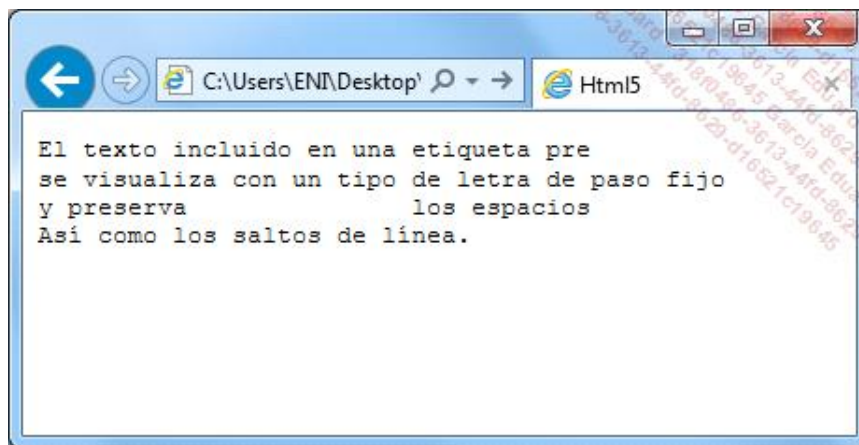 C:\Users\ENI\Desktop\
Html5
El texto incluido en una etiqueta pre
se visualiza con un tipo de letra de paso fijo
y preserva                    los espacios
Así como los saltos de línea.